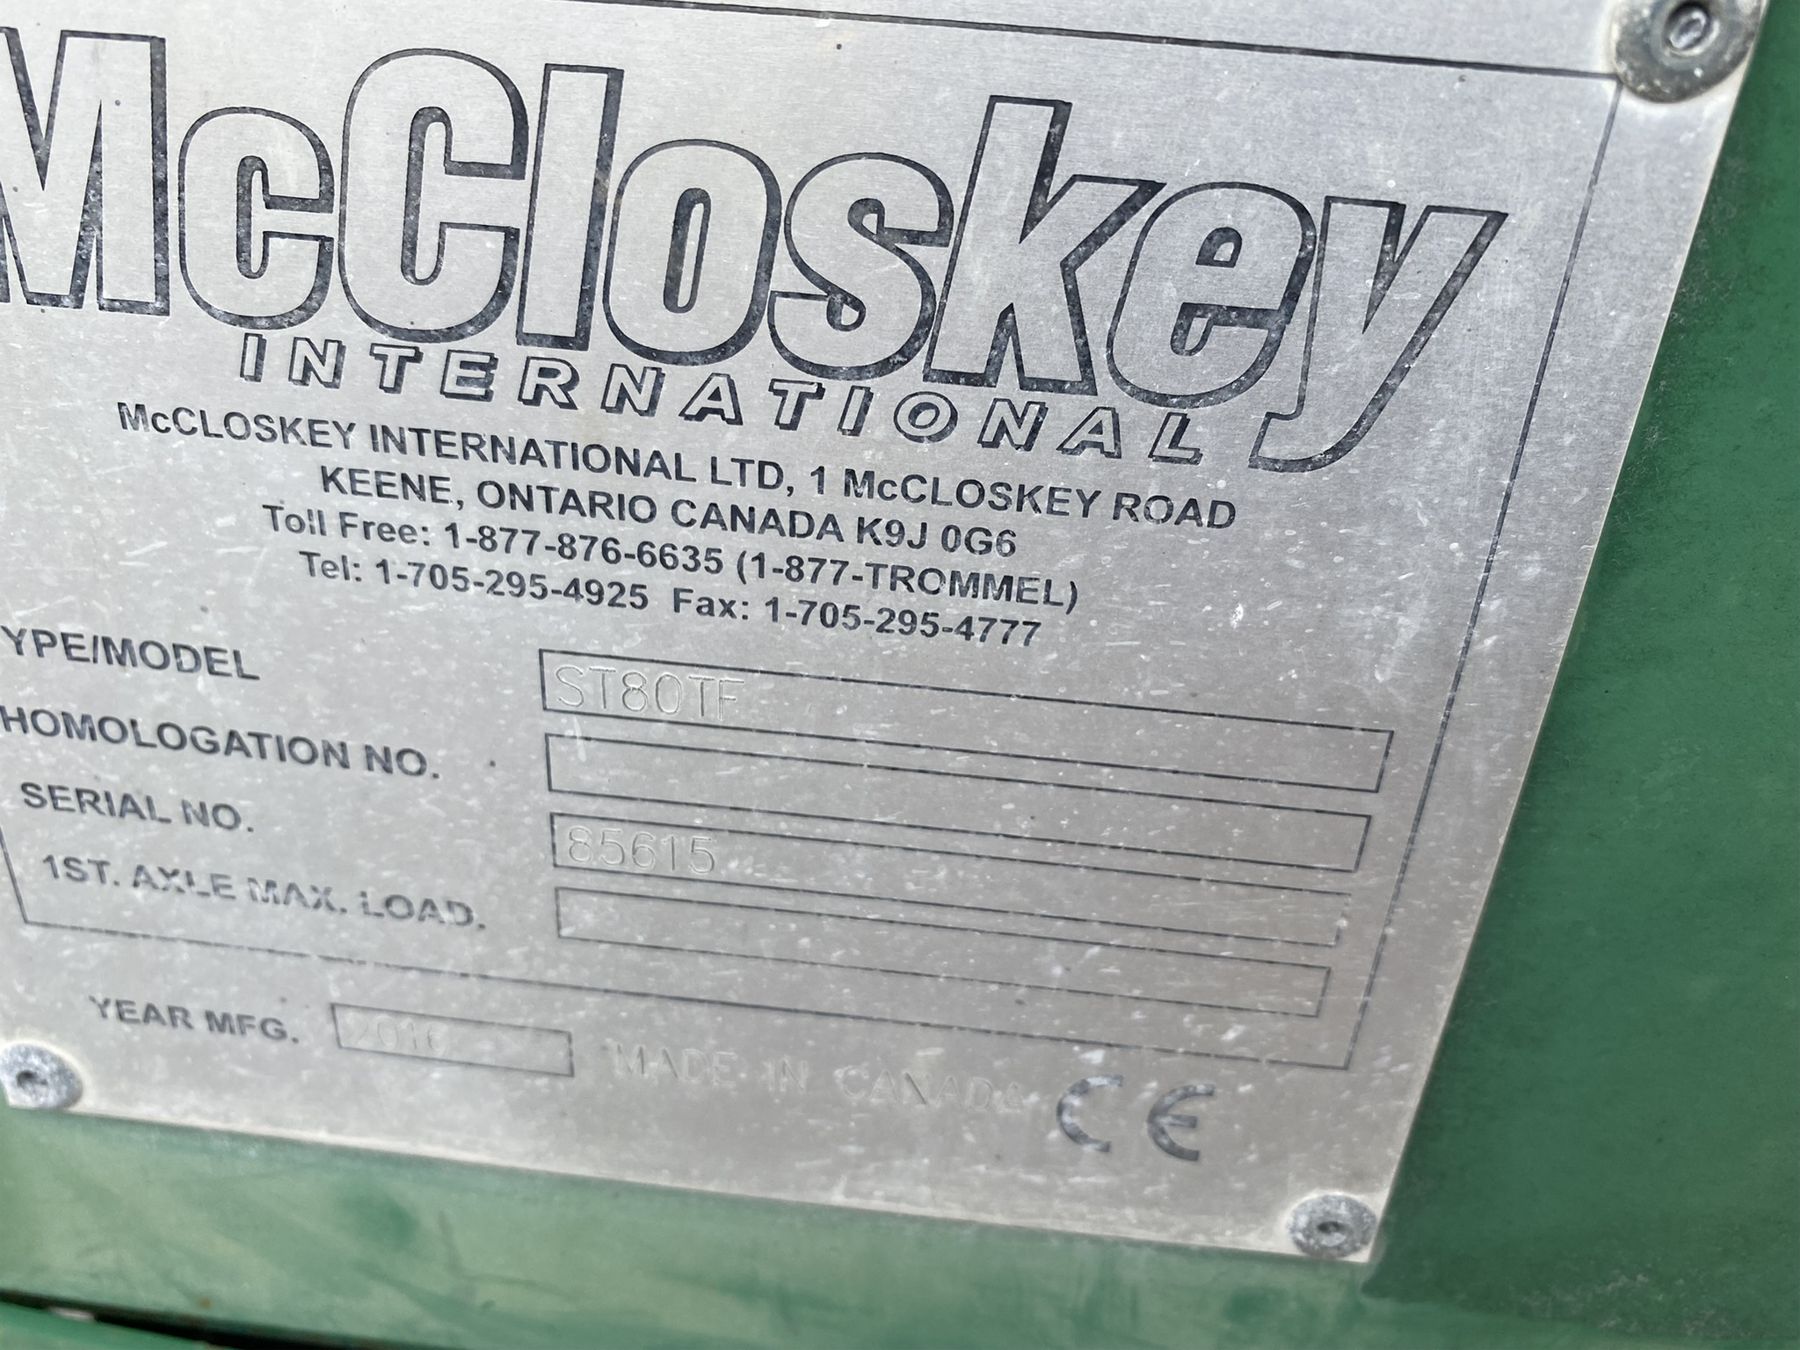 McCloskey
INTERNATIONAL
McCLOSKEY INTERNATIONAL LTD, 1 McCLOSKEY ROAD
KEENE, ONTARIO CANADA K9J 0G6
Toll Free: 1-877-876-6635 (1-877-TROMMEL)
Tel: 1-705-295-4925 Fax: 1-705-295-4777
YPE/MODEL ST80TF
HOMOLOGATION NO.
SERIAL NO. 85615
1ST. AXLE MAX. LOAD.
YEAR MFG. 2016 MADE IN CANADA CE